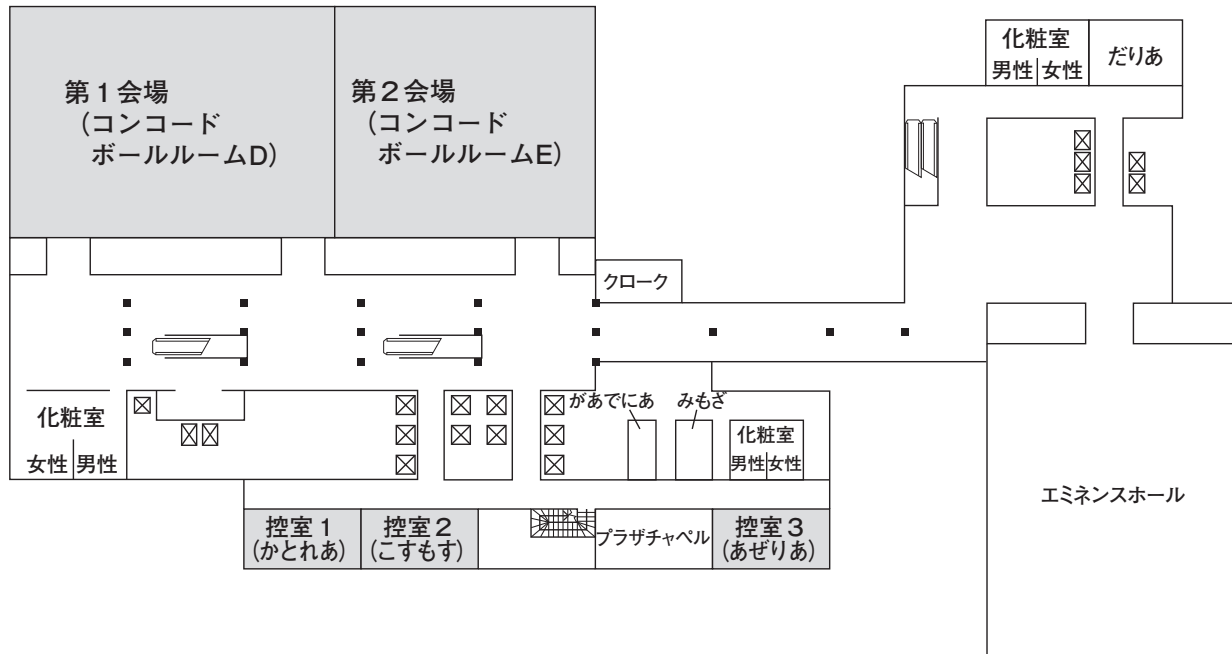 第1会場
(コンコード
ボールルームD)
第2会場
(コンコード
ボールルームE)
化粧室
男性 女性
だりあ
クローク
化粧室
女性 男性
があでにあ
みもざ
化粧室
男性 女性
エミネンスホール
控室1
(かとれあ)
控室2
(こすもす)
プラザチャペル
控室3
(あぜりあ)